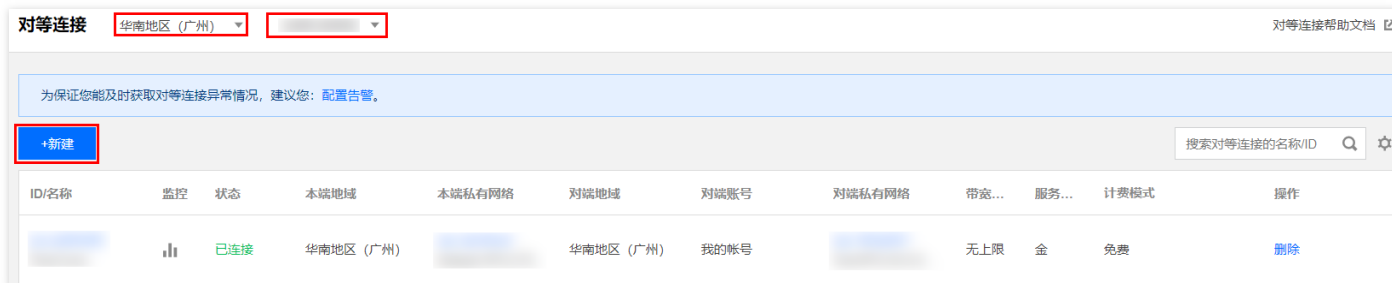 对等连接 华南地区（广州） 对等连接帮助文档
为保证您能及时获取对等连接异常情况，建议您：配置告警。
+新建 搜索对等连接的名称/ID
ID/名称 监控 状态 本端地域 本端私有网络 对端地域 对端账号 对端私有网络 带宽... 服务... 计费模式 操作
已连接 华南地区（广州） 华南地区（广州） 我的帐号 无上限 金 免费 删除